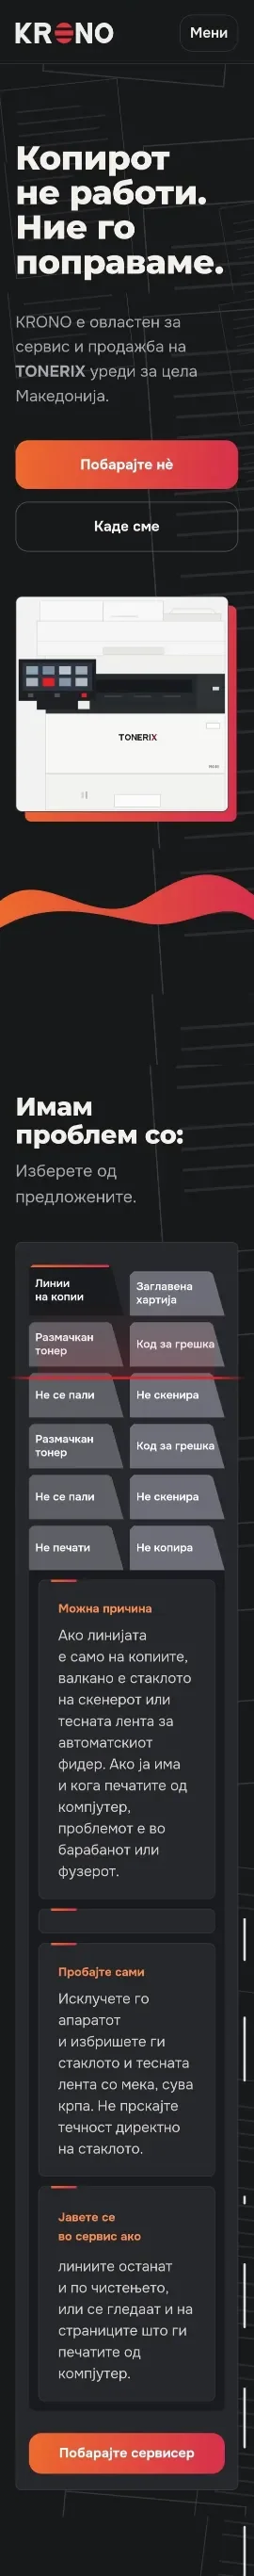 KRONO
Мени
Копирот
не работи.
Ние го
поправаме.
KRONO е овластен за
сервис и продажба на
TONERIX уреди за цела
Македонија.
Побарајте нѐ
Каде сме
TONERIX
Имам
проблем со:
Изберете од
предложените.
Линии
на копии
Заглавена
хартија
Размачкан
тонер
Код за грешка
Не се пали
Не скенира
Размачкан
тонер
Код за грешка
Не се пали
Не скенира
Не печати
Не копира
Можна причина
Ако линијата
е само на копиите,
валкано е стаклото
на скенерот или
тесната лента за
автоматскиот
фидер. Ако ја има
и кога печатите од
компјутер,
проблемот е во
барабанот или
фузерот.
Пробајте сами
Исклучете го
апаратот
и избришете ги
стаклото и тесната
лента со мека, сува
крпа. Не прскајте
течност директно
на стаклото.
Јавете се
во сервис ако
линиите останат
и по чистењето,
или се гледаат и на
страниците што ги
печатите од
компјутер.
Побарајте сервисер